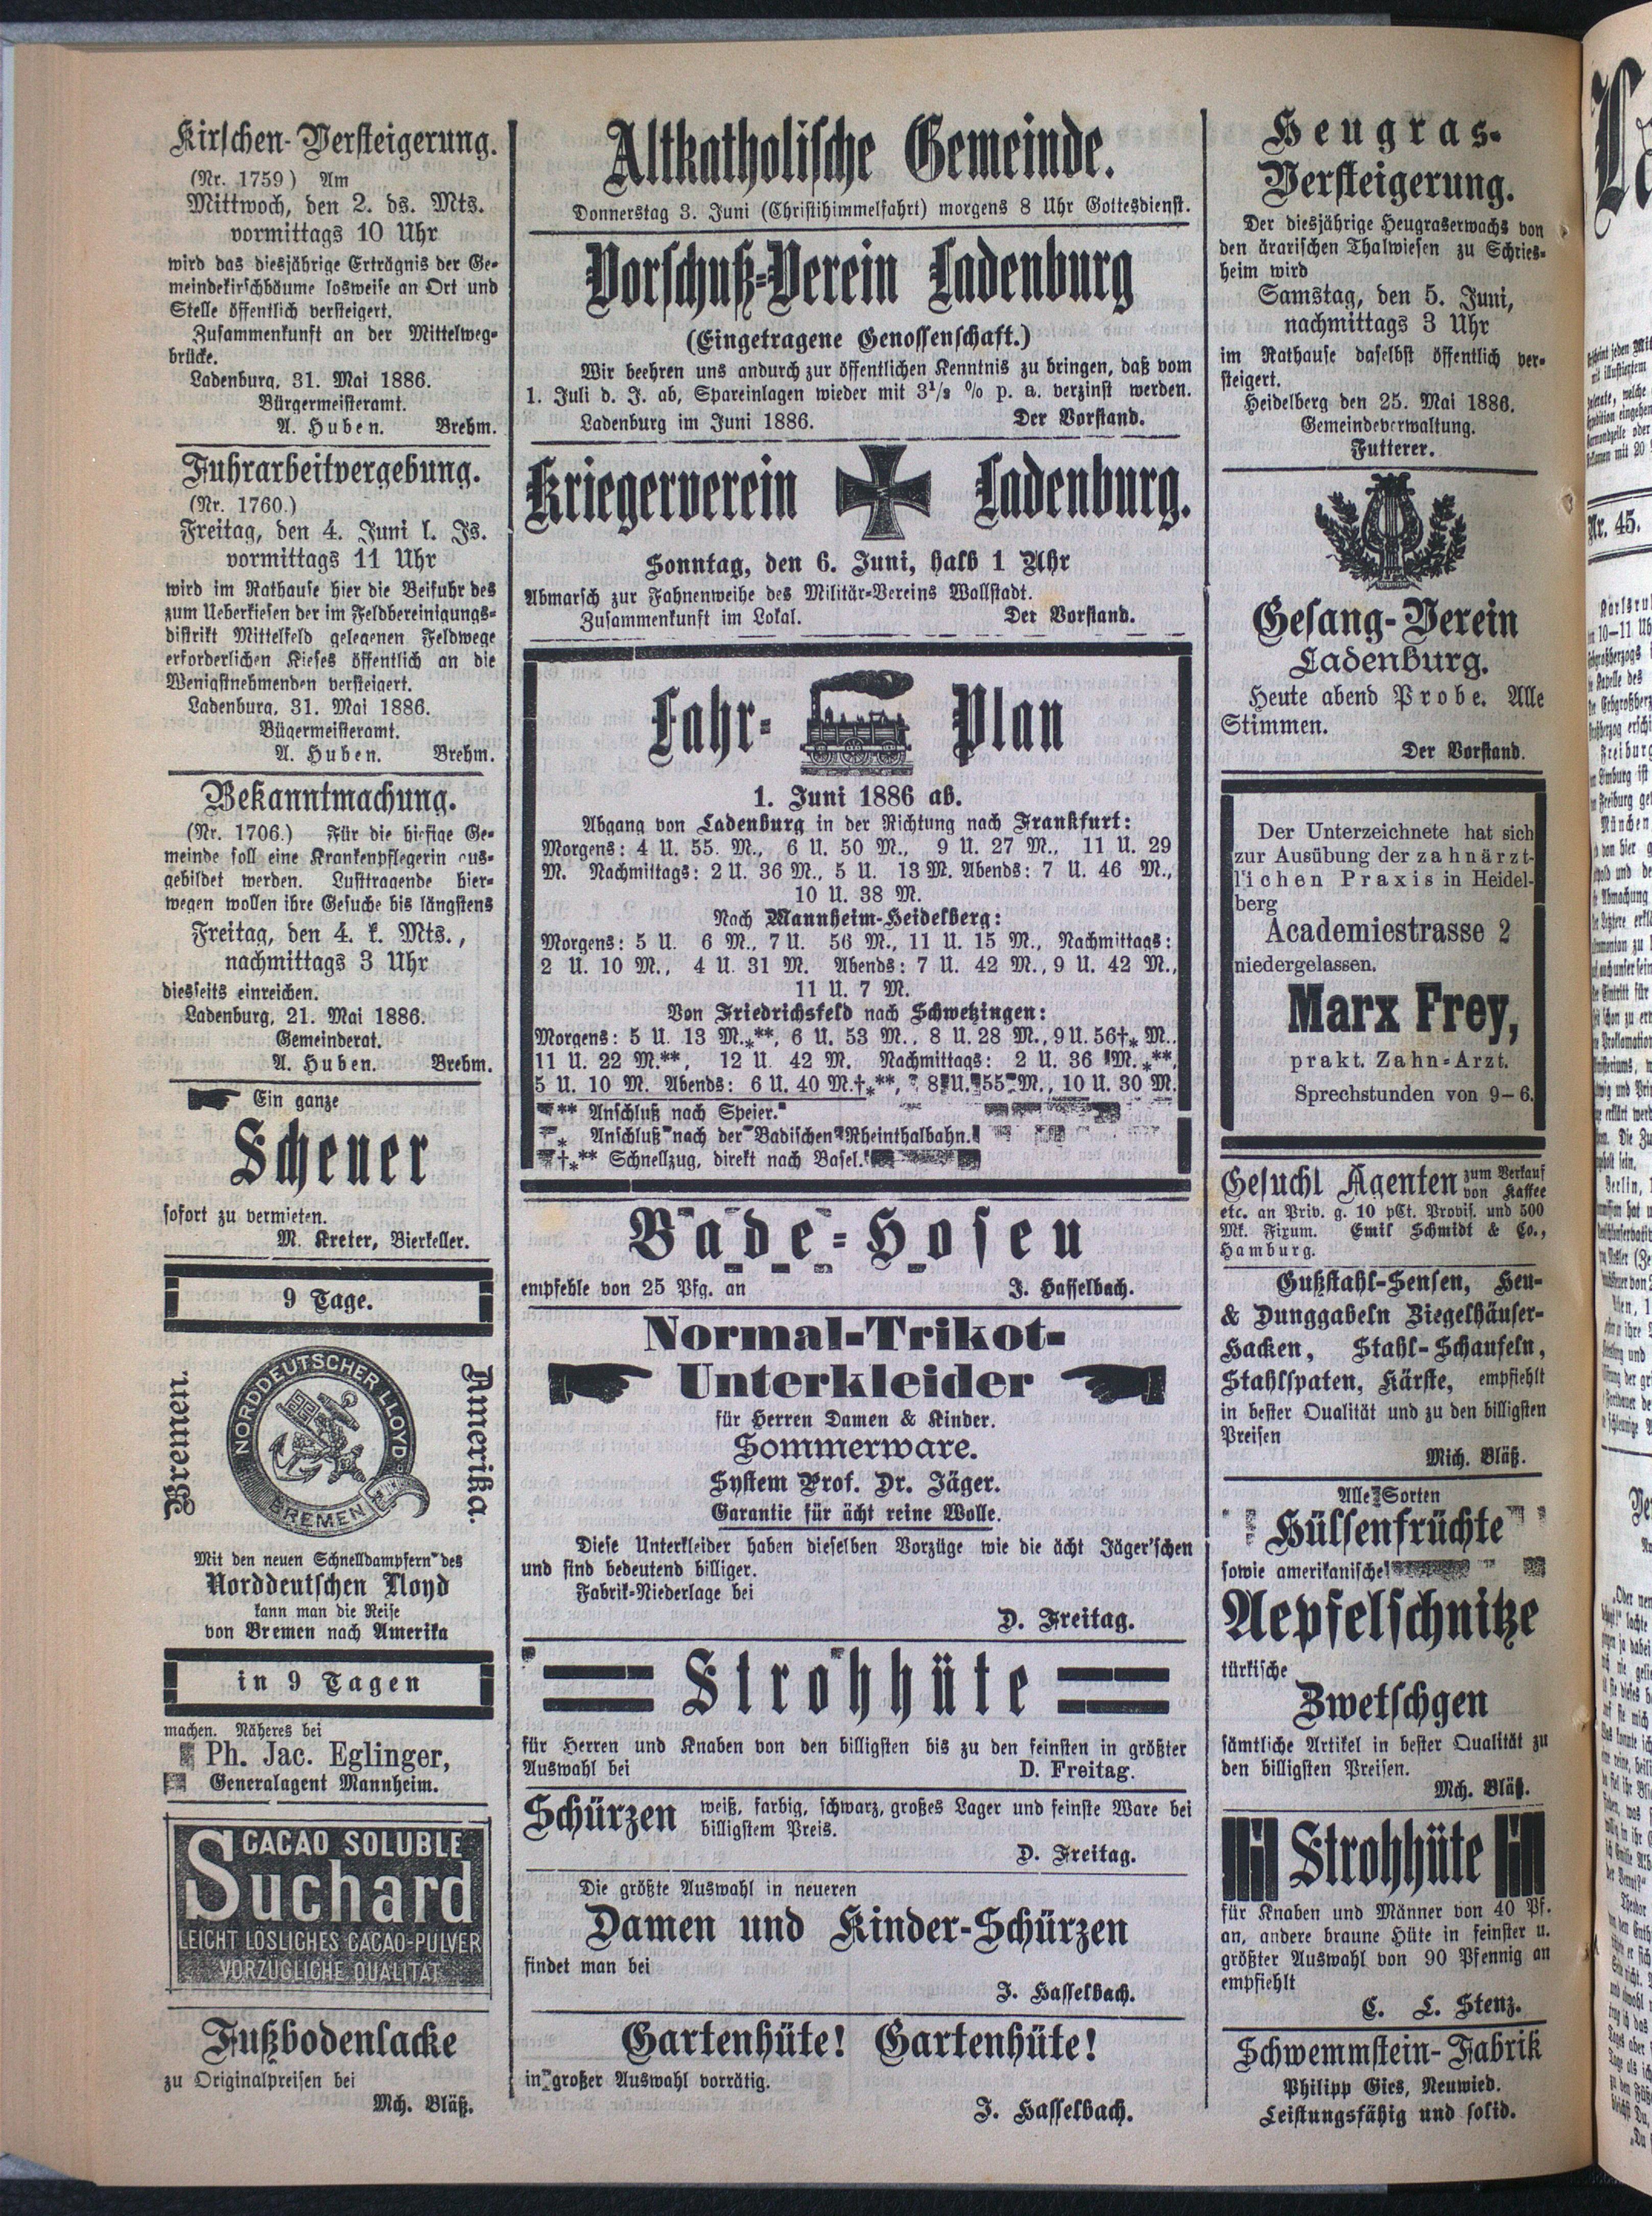 Kirschen-Versteigerung.
(Nr. 1759) Am
Mittwoch, den 2. ds. Mts.
vormittags 10 Uhr
wird das diesjährige Erträgnis der Ge-
meindekirschbäume losweise an Ort und
Stelle öffentlich versteigert.
Zusammenkunft an der Mittelweg-
brücke.
Ladenburg, 31. Mai 1886.
Bürgermeisteramt.
A. Huben. Brehm.
Fuhrarbeitvergebung.
(Nr. 1760.)
Freitag, den 4. Juni l. Js.
vormittags 11 Uhr
wird im Rathause hier die Beifuhr des
zum Ueberkiesen der im Feldbereinigungs-
distrikt Mittelfeld gelegenen Feldwege
erforderlichen Kieses öffentlich an die
Wenigstnehmenden versteigert.
Ladenburg, 31. Mai 1886.
Bügermeisteramt.
A. Huben. Brehm.
Bekanntmachung.
(Nr. 1706.) Für die hiesige Ge-
meinde soll eine Krankenpflegerin aus-
gebildet werden. Lusttragende hier-
wegen wollen ihre Gesuche bis längstens
Freitag, den 4. k. Mts.,
nachmittags 3 Uhr
diesseits einreichen.
Ladenburg, 21. Mai 1886.
Gemeinderat.
A. Huben. Brehm.
Ein ganze
Scheuer
sofort zu vermieten.
M. Kreter, Bierkeller.
9 Tage.
Bremen.
NORDDEUTSCHER LLOYD
BREMEN
Amerika.
Mit den neuen Schnelldampfern des
Norddeutschen Lloyd
kann man die Reise
von Bremen nach Amerika
in 9 Tagen
machen. Näheres bei
Ph. Jac. Eglinger,
Generalagent Mannheim.
CACAO SOLUBLE
Suchard
LEICHT LÖSLICHES CACAO-PULVER
VORZÜGLICHE QUALITÄT
Fußbodenlacke
zu Originalpreisen bei
Mch. Bläß.
Altkatholische Gemeinde.
Donnerstag 3. Juni (Christihimmelfahrt) morgens 8 Uhr Gottesdienst.
Vorschuß-Verein Ladenburg
(Eingetragene Genossenschaft.)
Wir beehren uns andurch zur öffentlichen Kenntnis zu bringen, daß vom
1. Juli d. J. ab, Spareinlagen wieder mit 3½ % p. a. verzinst werden.
Ladenburg im Juni 1886. Der Vorstand.
Kriegerverein Ladenburg.
Sonntag, den 6. Juni, halb 1 Uhr
Abmarsch zur Fahnenweihe des Militär-Vereins Wallstadt.
Zusammenkunft im Lokal. Der Vorstand.
Fahr-Plan
1. Juni 1886 ab.
Abgang von Ladenburg in der Richtung nach Frankfurt:
Morgens: 4 U. 55. M., 6 U. 50 M., 9 U. 27 M., 11 U. 29
M. Nachmittags: 2 U. 36 M., 5 U. 13 M. Abends: 7 U. 46 M.,
10 U. 38 M.
Nach Mannheim-Heidelberg:
Morgens: 5 U. 6 M., 7 U. 56 M., 11 U. 15 M., Nachmittags:
2 U. 10 M., 4 U. 31 M. Abends: 7 U. 42 M., 9 U. 42 M.,
11 U. 7 M.
Von Friedrichsfeld nach Schwetzingen:
Morgens: 5 U. 13 M.***, 6 U. 53 M., 8 U. 28 M., 9 U. 56†* M.,
11 U. 22 M.**, 12 U. 42 M. Nachmittags: 2 U. 36 M.***,
5 U. 10 M. Abends: 6 U. 40 M.†***, 8 U. 55 M., 10 U. 30 M.
** Anschluß nach Speier.
* Anschluß nach der Badischen Rheinthalbahn.
†*** Schnellzug, direkt nach Basel.
Bade-Hosen
empfehle von 25 Pfg. an J. Hasselbach.
Normal-Trikot-
Unterkleider
für Herren Damen & Kinder.
Sommerware.
System Prof. Dr. Jäger.
Garantie für ächt reine Wolle.
Diese Unterkleider haben dieselben Vorzüge wie die ächt Jäger'schen
und sind bedeutend billiger.
Fabrik-Niederlage bei
D. Freitag.
Strohhüte
für Herren und Knaben von den billigsten bis zu den feinsten in größter
Auswahl bei D. Freitag.
Schürzen weiß, farbig, schwarz, großes Lager und feinste Ware bei
billigstem Preis.
D. Freitag.
Die größte Auswahl in neueren
Damen und Kinder-Schürzen
findet man bei
J. Hasselbach.
Gartenhüte! Gartenhüte!
in großer Auswahl vorrätig.
J. Hasselbach.
Heugras-
Versteigerung.
Der diesjährige Heugraserwachs von
den ärarischen Thalwiesen zu Schries-
heim wird
Samstag, den 5. Juni,
nachmittags 3 Uhr
im Rathause daselbst öffentlich ver-
steigert.
Heidelberg den 25. Mai 1886.
Gemeindeverwaltung.
Futterer.
Gesang-Verein
Ladenburg.
Heute abend Probe. Alle
Stimmen.
Der Vorstand.
Der Unterzeichnete hat sich
zur Ausübung der zahnärzt-
lichen Praxis in Heidel-
berg
Academiestrasse 2
niedergelassen.
Marx Frey,
prakt. Zahn-Arzt.
Sprechstunden von 9–6.
Gesucht Agenten zum Verkauf
von Kaffee
etc. an Priv. g. 10 pCt. Provis. und 500
Mk. Fixum. Emil Schmidt & Co.,
Hamburg.
Gußstahl-Sensen, Heu-
& Dunggabeln Ziegelhäuser-
Hacken, Stahl-Schaufeln,
Stahlspaten, Kärste, empfiehlt
in bester Qualität und zu den billigsten
Preisen
Mich. Bläß.
Alle Sorten
Hülsenfrüchte
sowie amerikanische
Aepfelschnitze
türkische
Zwetschgen
sämtliche Artikel in bester Qualität zu
den billigsten Preisen.
Mch. Bläß.
Strohhüte
für Knaben und Männer von 40 Pf.
an, andere braune Hüte in feinster u.
größter Auswahl von 90 Pfennig an
empfiehlt
C. L. Stenz.
Schwemmstein-Fabrik
Philipp Gies, Neuwied.
Leistungsfähig und solid.
Nr. 45.